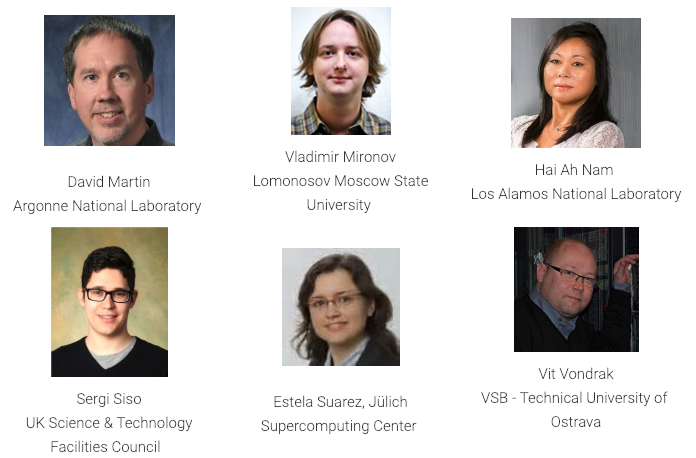 David Martin
Argonne National Laboratory
Vladimir Mironov
Lomonosov Moscow State
University
Hai Ah Nam
Los Alamos National Laboratory
Sergi Siso
UK Science & Technology
Facilities Council
Estela Suarez, Jülich
Supercomputing Center
Vit Vondrak
VSB - Technical University of
Ostrava